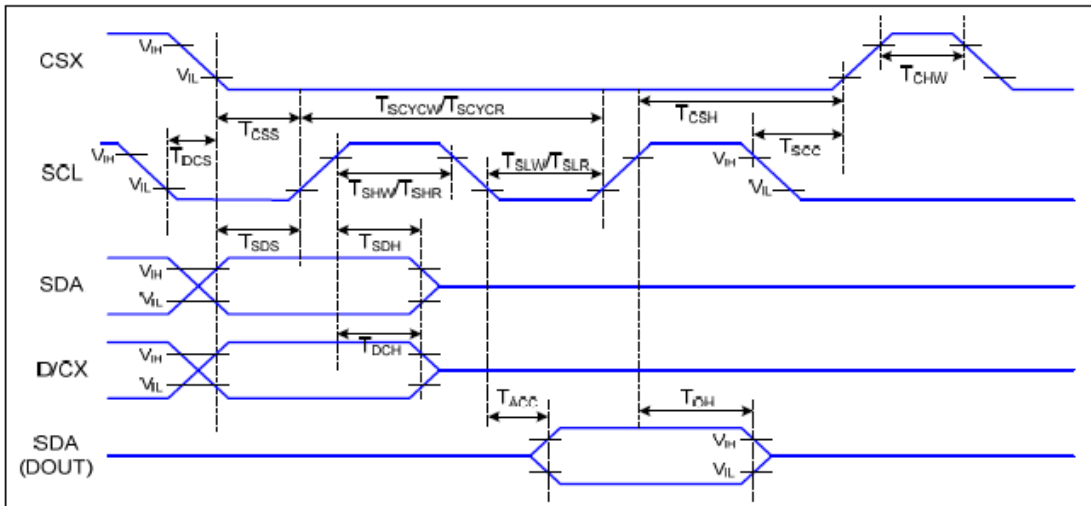 CSX
VIH
VIL
TCHW
TSCYCW/TSCYCR
TCSS
TCSH
TDCS
TSCC
SCL
VIH
VIL
TSHW/TSHR
TSLW/TSLR
VIH
VIL
TSDS
TSDH
SDA
VIH
VIL
TDCH
D/CX
VIH
VIL
TACC
TOH
SDA
(DOUT)
VIH
VIL